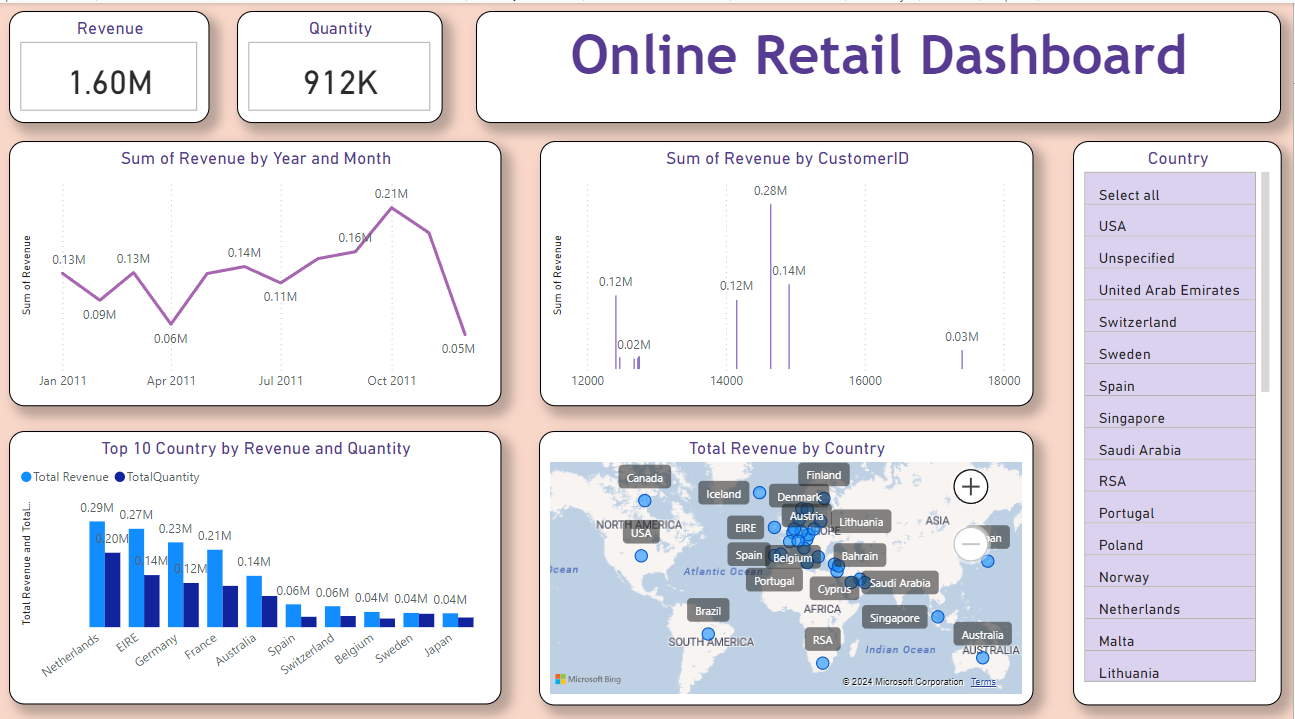 Revenue
1.60M
Quantity
912K
Online Retail Dashboard
Sum of Revenue by Year and Month
Sum of Revenue
0.13M
0.09M
0.13M
0.06M
0.14M
0.11M
0.16M
0.21M
0.05M
Jan 2011
Apr 2011
Jul 2011
Oct 2011
Sum of Revenue by CustomerID
Sum of Revenue
0.12M
0.02M
0.12M
0.28M
0.14M
0.03M
12000
14000
16000
18000
Country
Select all
USA
Unspecified
United Arab Emirates
Switzerland
Sweden
Spain
Singapore
Saudi Arabia
RSA
Portugal
Poland
Norway
Netherlands
Malta
Lithuania
Top 10 Country by Revenue and Quantity
Total Revenue
TotalQuantity
Total Revenue and Total...
0.29M
0.20M
0.27M
0.14M
0.23M
0.12M
0.21M
0.14M
0.06M
0.06M
0.04M
0.04M
0.04M
Netherlands
EIRE
Germany
France
Australia
Spain
Switzerland
Belgium
Sweden
Japan
Total Revenue by Country
Canada
Finland
Iceland
Denmark
Austria
NORTH AMERICA
USA
EIRE
Lithuania
ASIA
Spain
Belgium
Bahrain
Atlantic Ocean
Portugal
Cyprus
Saudi Arabia
Brazil
AFRICA
Singapore
SOUTH AMERICA
RSA
Indian Ocean
Australia
AUSTRALIA
Microsoft Bing
© 2024 Microsoft Corporation Terms